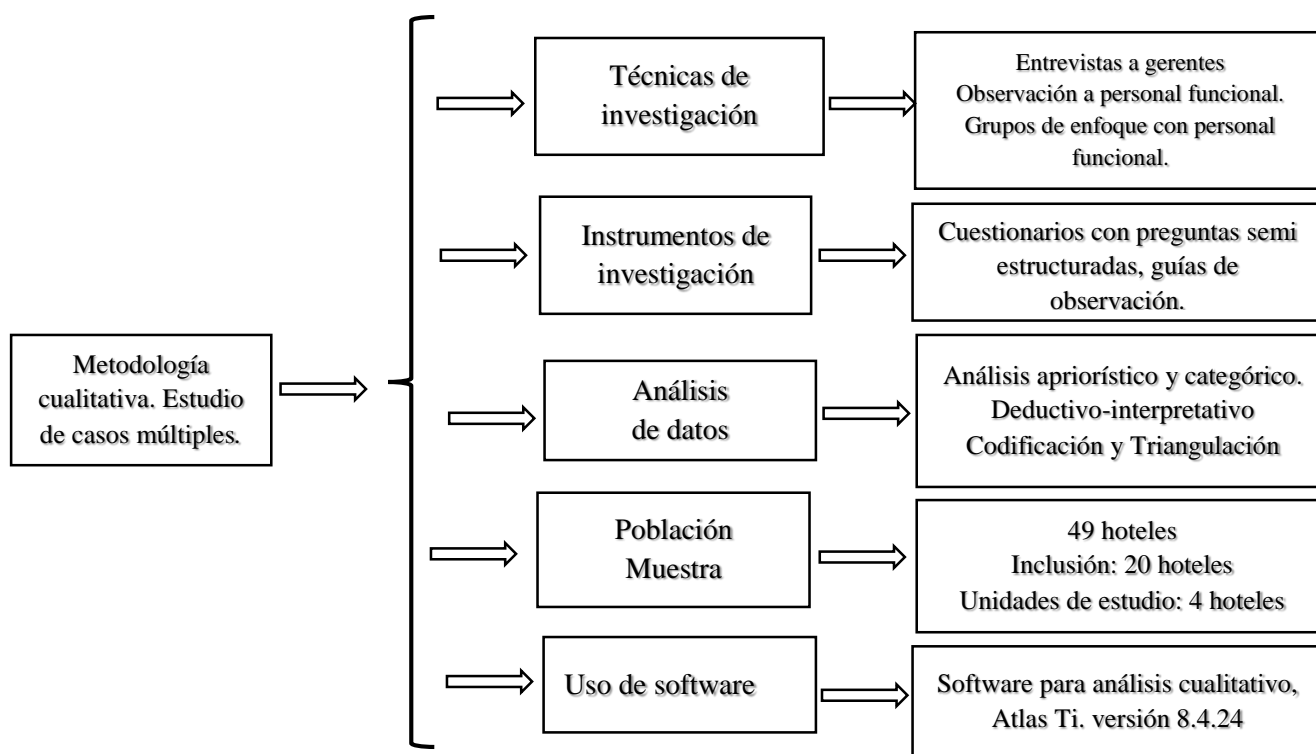 Metodología
cualitativa. Estudio
de casos múltiples.
Técnicas de
investigación
Entrevistas a gerentes
Observación a personal funcional.
Grupos de enfoque con personal
funcional.
Instrumentos de
investigación
Cuestionarios con preguntas semi
estructuradas, guías de
observación.
Análisis
de datos
Análisis apriorístico y categórico.
Deductivo-interpretativo
Codificación y Triangulación
Población
Muestra
49 hoteles
Inclusión: 20 hoteles
Unidades de estudio: 4 hoteles
Uso de software
Software para análisis cualitativo,
Atlas Ti. versión 8.4.24